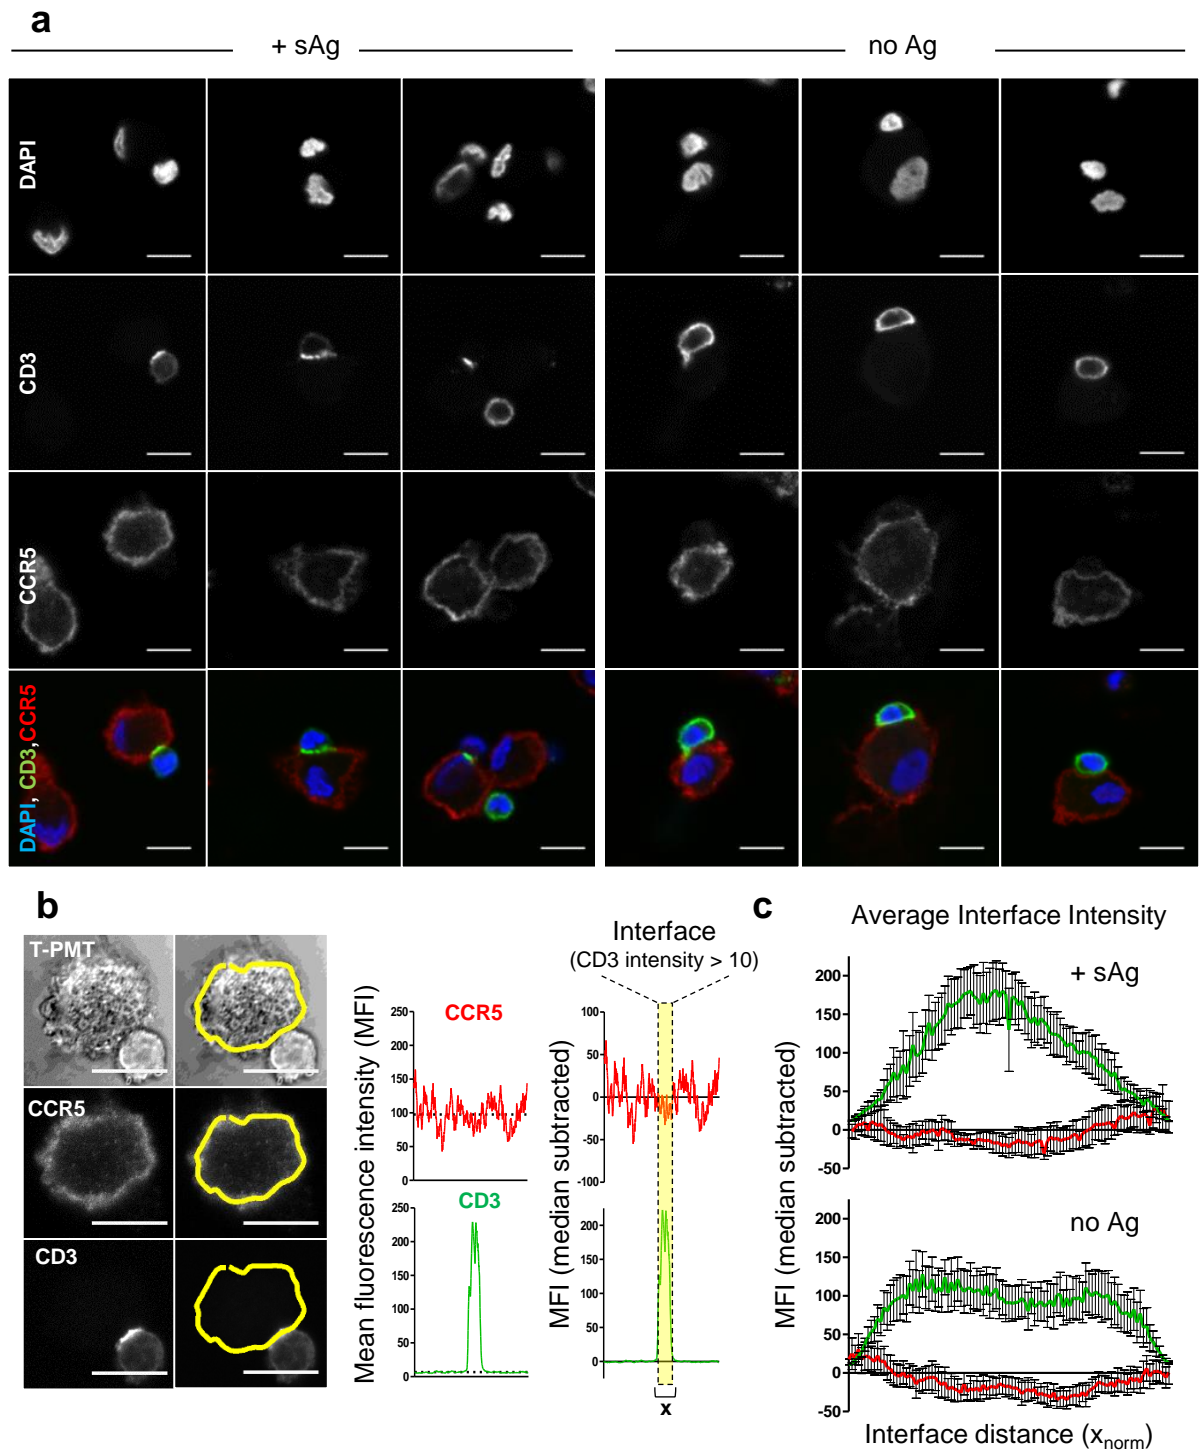 a
+ sAg
no Ag
DAPI
CD3
CCR5
DAPI, CD3,CCR5
b
T-PMT
CCR5
CD3
Mean fluorescence intensity (MFI)
CCR5
250
200
150
100
50
0
CD3
250
200
150
100
50
0
Interface
(CD3 intensity > 10)
MFI (median subtracted)
100
50
0
-50
-100
200
150
100
50
0
x
c
Average Interface Intensity
MFI (median subtracted)
+ sAg
200
150
100
50
0
-50
no Ag
200
150
100
50
0
-50
Interface distance (xnorm)